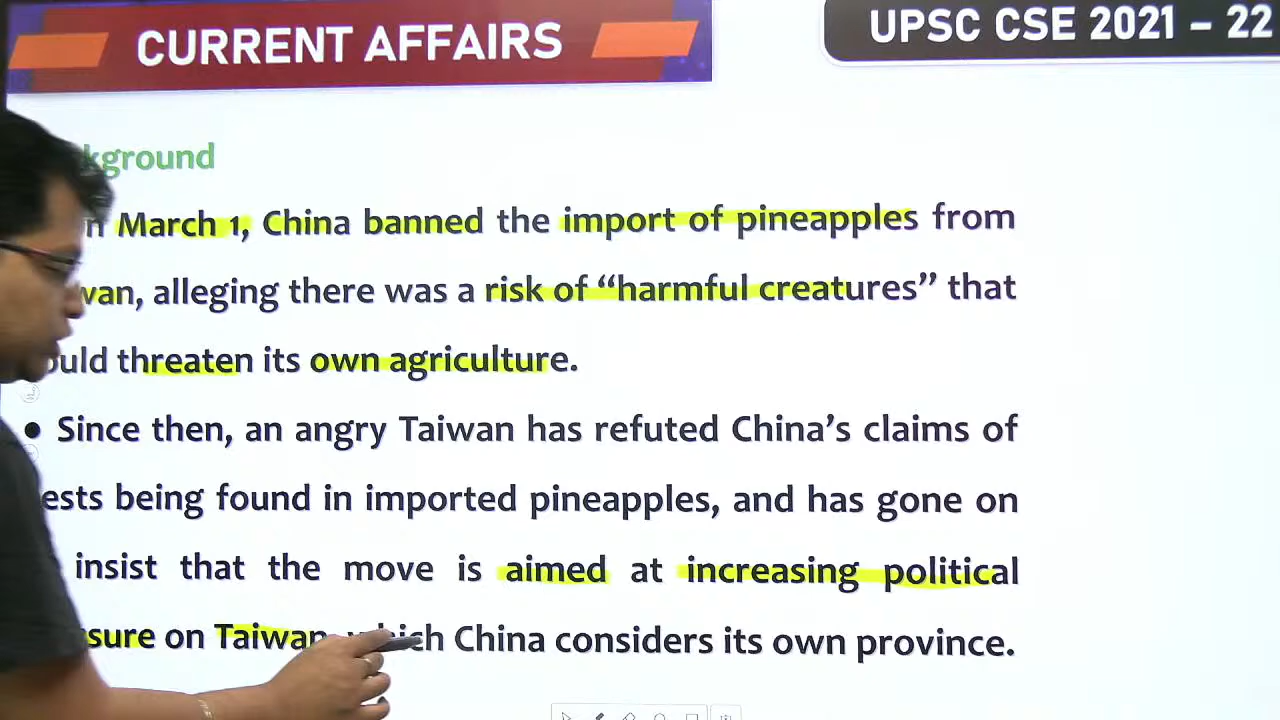 CURRENT AFFAIRS
UPSC CSE 2021 – 22
kground
n March 1, China banned the import of pineapples from
wan, alleging there was a risk of “harmful creatures” that
ould threaten its own agriculture.
• Since then, an angry Taiwan has refuted China’s claims of
ests being found in imported pineapples, and has gone on
insist that the move is aimed at increasing political
sure on Taiwan, which China considers its own province.